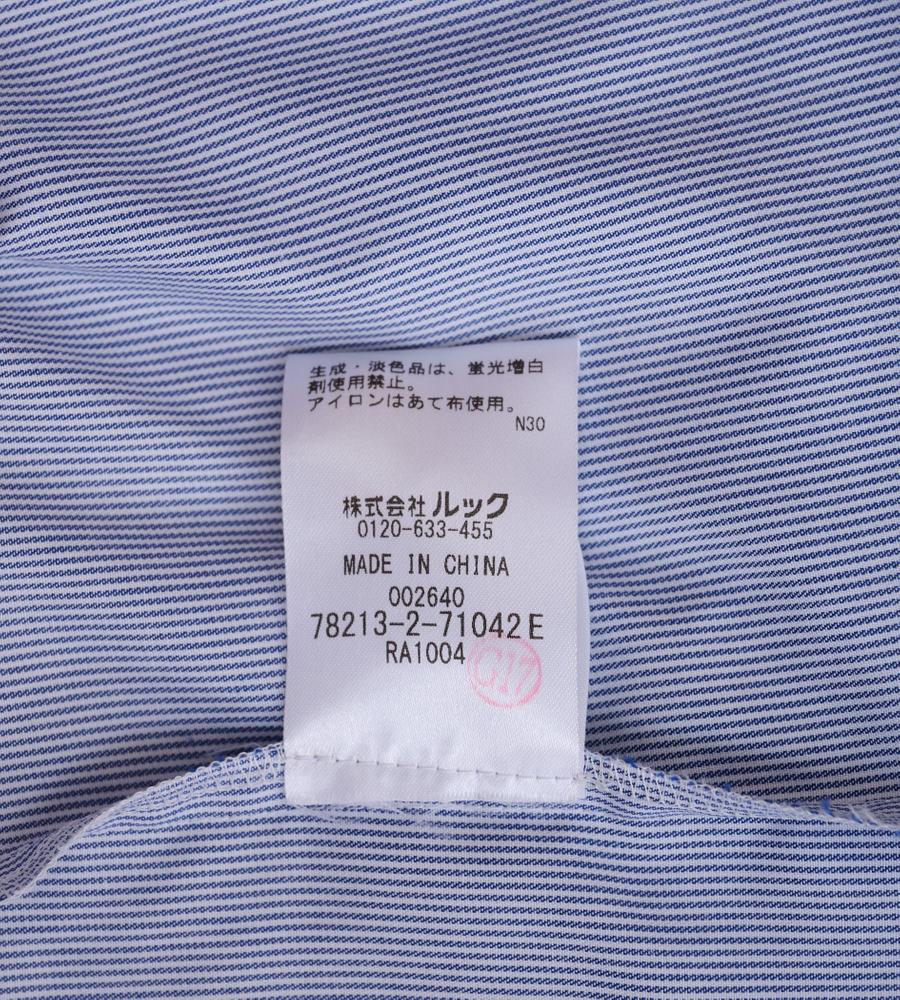 生成・淡色品は、蛍光増白
剤使用禁止。
アイロンはあて布使用。
N30
株式会社ルック
0120-633-455
MADE IN CHINA
002640
78213-2-71042E
RA1004
G17